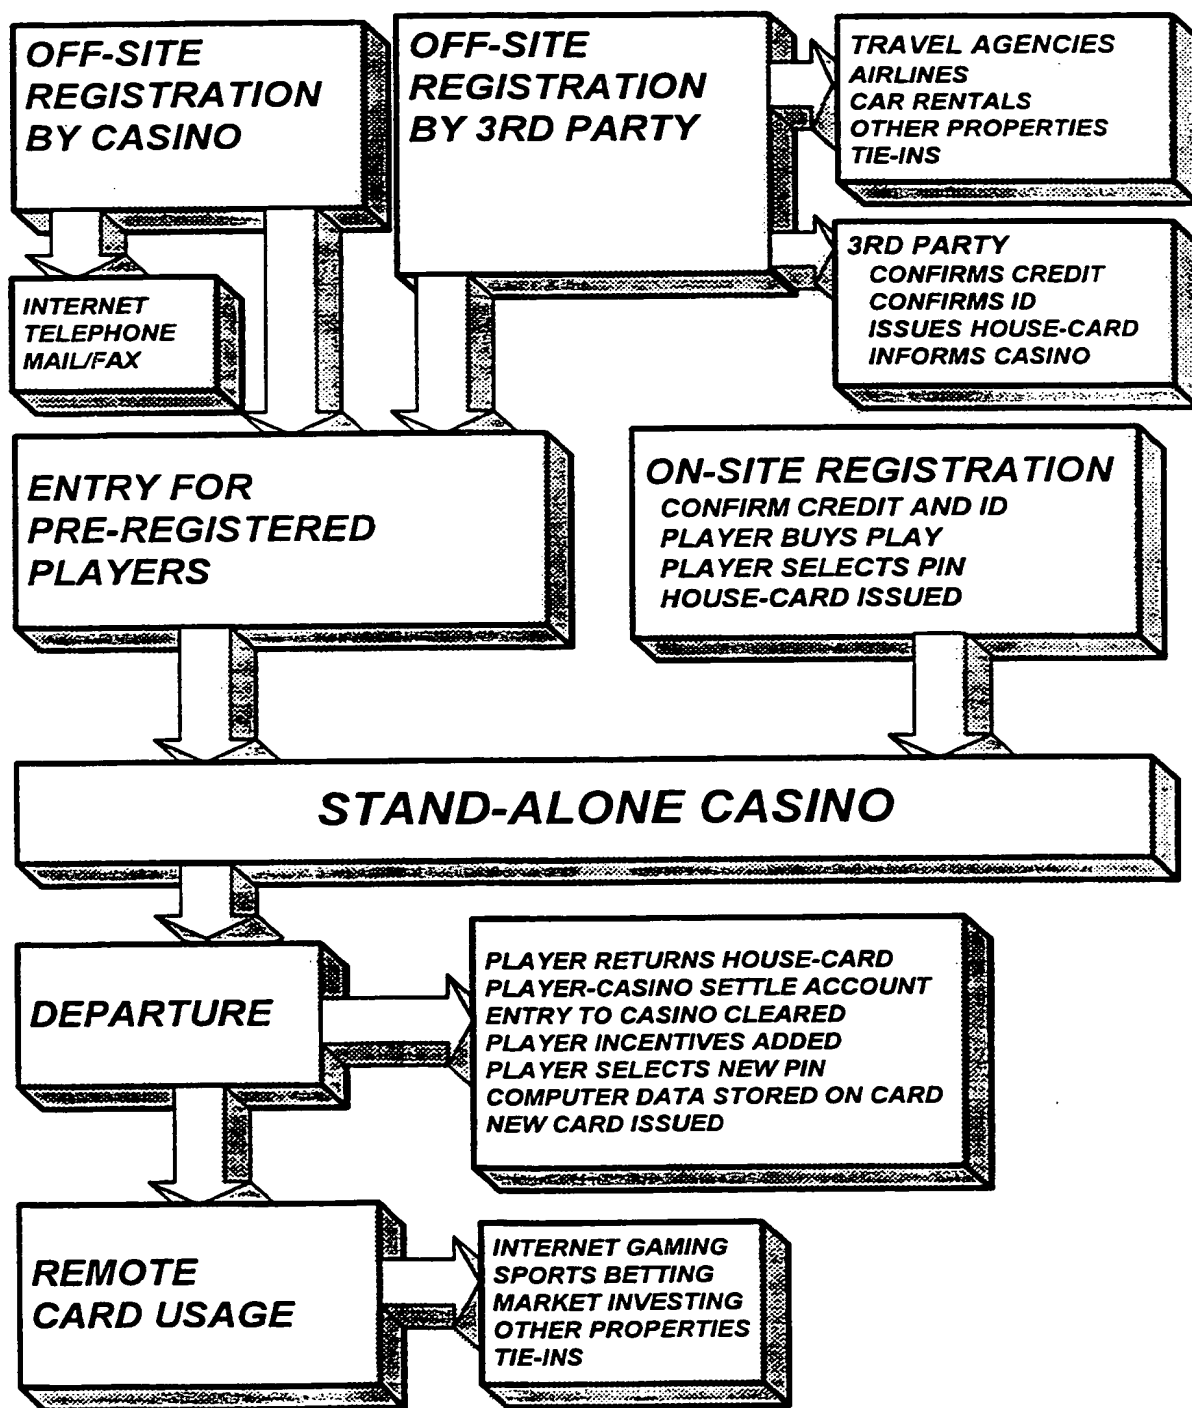 OFF-SITE
REGISTRATION
BY CASINO
OFF-SITE
REGISTRATION
BY 3RD PARTY
TRAVEL AGENCIES
AIRLINES
CAR RENTALS
OTHER PROPERTIES
TIE-INS
3RD PARTY
CONFIRMS CREDIT
CONFIRMS ID
ISSUES HOUSE-CARD
INFORMS CASINO
INTERNET
TELEPHONE
MAIL/FAX
ENTRY FOR
PRE-REGISTERED
PLAYERS
ON-SITE REGISTRATION
CONFIRM CREDIT AND ID
PLAYER BUYS PLAY
PLAYER SELECTS PIN
HOUSE-CARD ISSUED
STAND-ALONE CASINO
DEPARTURE
PLAYER RETURNS HOUSE-CARD
PLAYER-CASINO SETTLE ACCOUNT
ENTRY TO CASINO CLEARED
PLAYER INCENTIVES ADDED
PLAYER SELECTS NEW PIN
COMPUTER DATA STORED ON CARD
NEW CARD ISSUED
REMOTE
CARD USAGE
INTERNET GAMING
SPORTS BETTING
MARKET INVESTING
OTHER PROPERTIES
TIE-INS